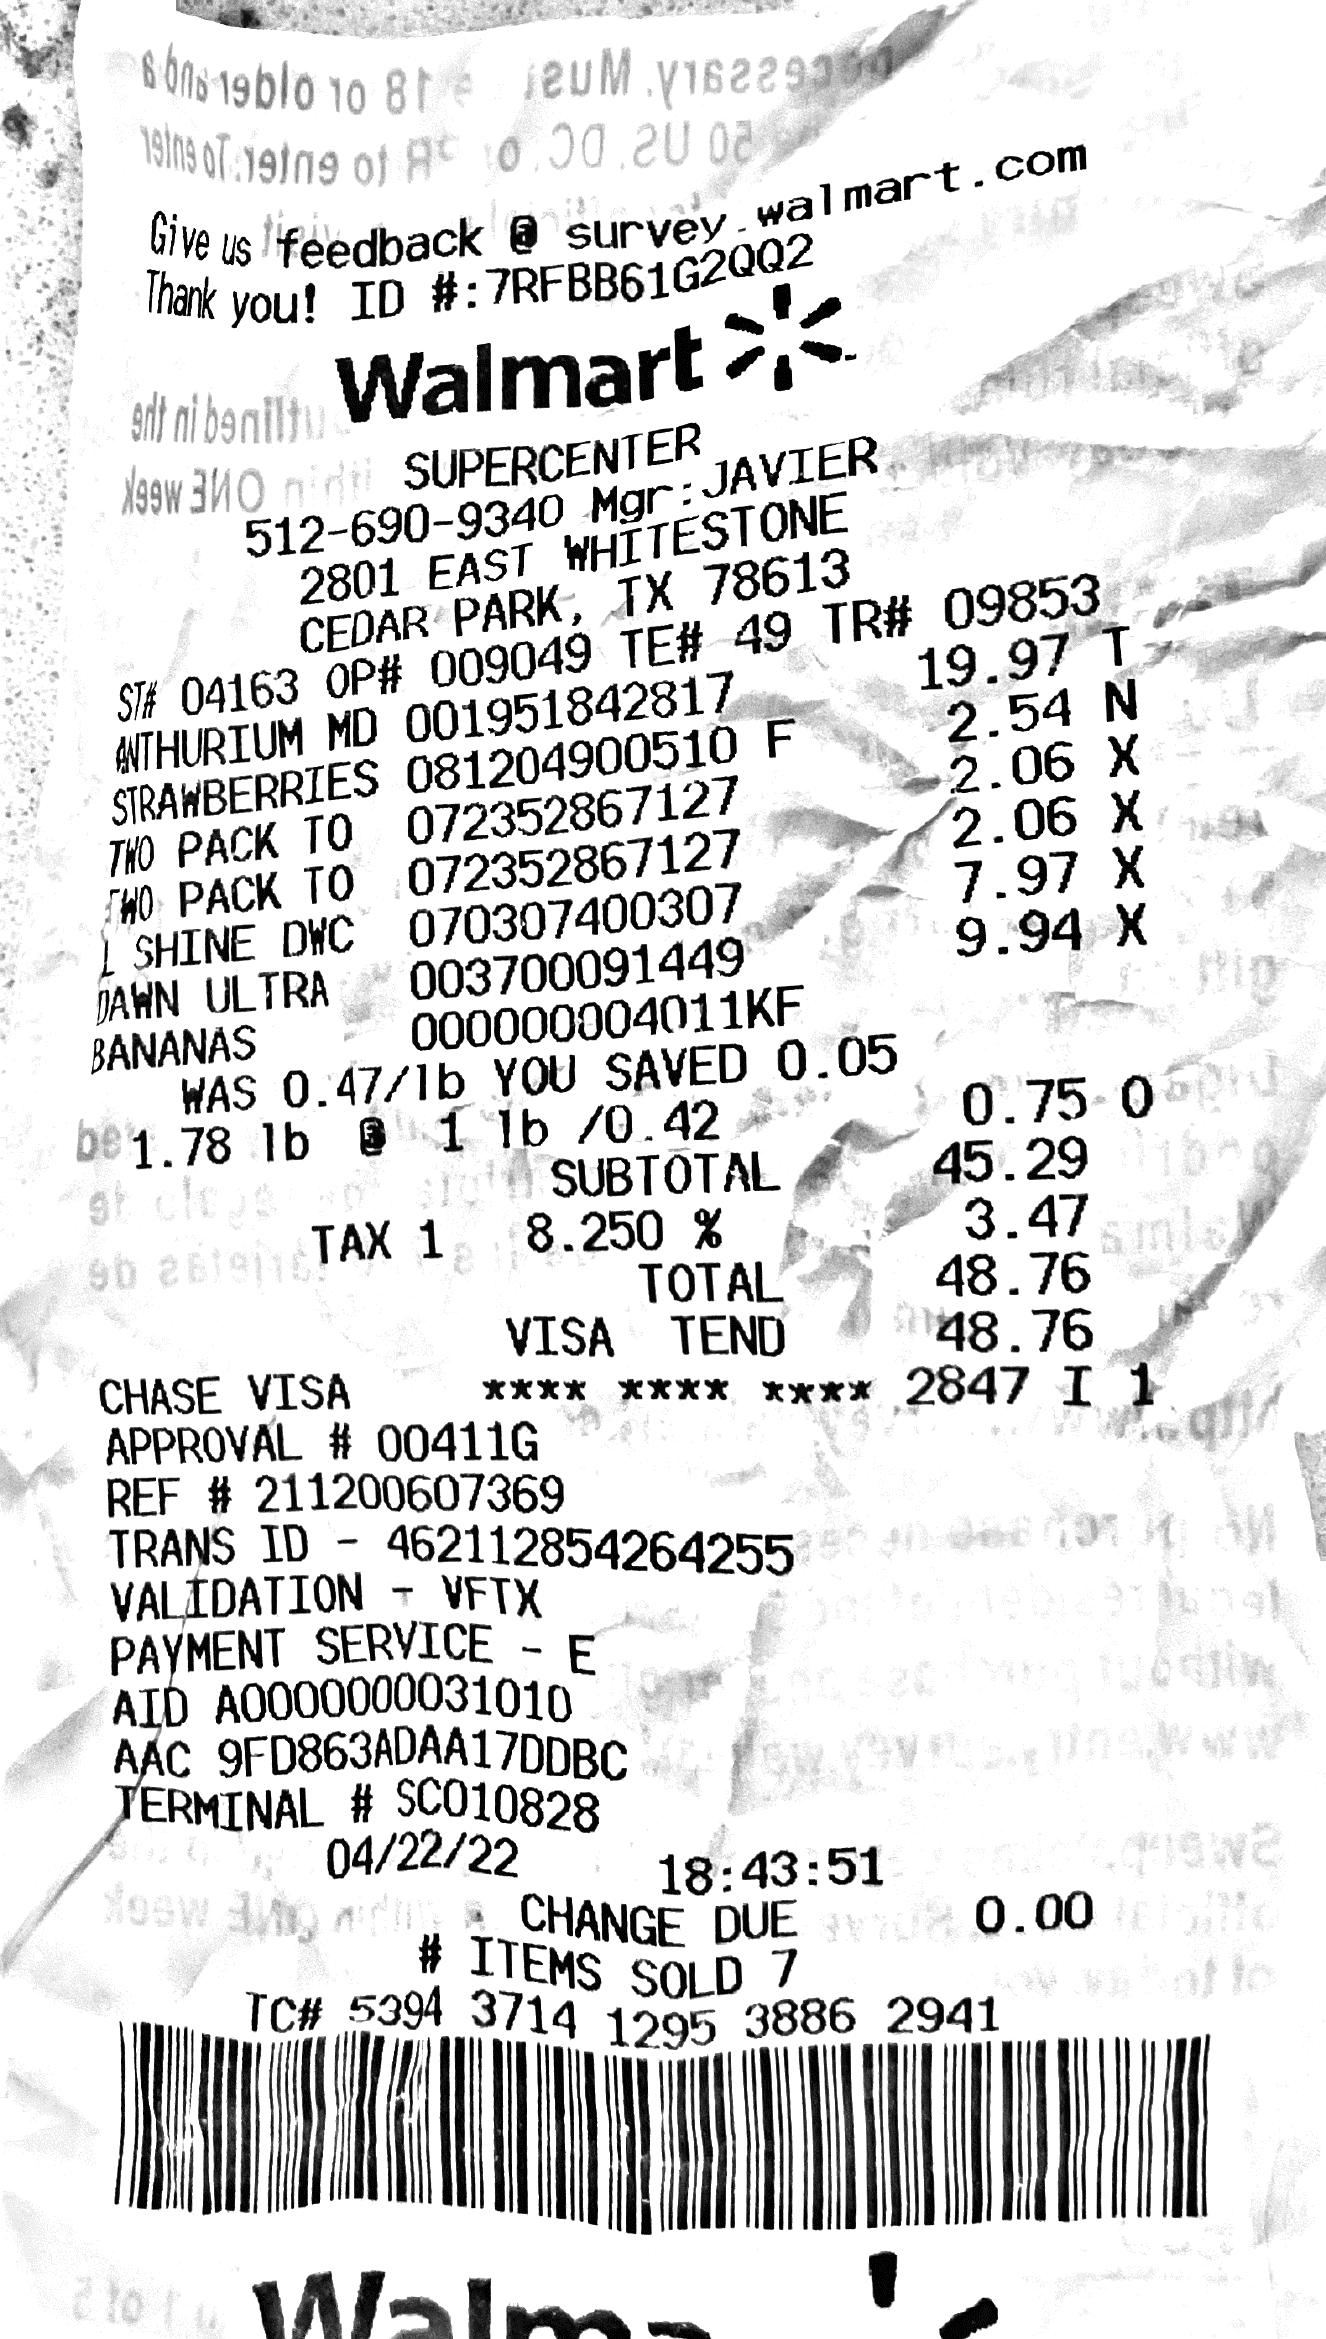 Give us feedback @ survey.walmart.com
Thank you! ID #:7RFBB61G2QQ2
Walmart
SUPERCENTER
512-690-9340 Mgr:JAVIER
2801 EAST WHITESTONE
CEDAR PARK, TX 78613
ST# 04163 OP# 009049 TE# 49 TR# 09853
ANTHURIUM MD 001951842817 19.97 T
STRAWBERRIES 081204900510 F 2.54 N
TWO PACK TO 072352867127 2.06 X
TWO PACK TO 072352867127 2.06 X
L SHINE DWC 070307400307 7.97 X
DAWN ULTRA 003700091449 9.94 X
BANANAS 000000004011KF
WAS 0.47/lb YOU SAVED 0.05
1.78 lb @ 1 lb /0.42 0.75 O
SUBTOTAL 45.29
TAX 1 8.250 % 3.47
TOTAL 48.76
VISA TEND 48.76
CHASE VISA **** **** **** 2847 I 1
APPROVAL # 00411G
REF # 211200607369
TRANS ID - 462112854264255
VALIDATION - VFTX
PAYMENT SERVICE - E
AID A0000000031010
AAC 9FD863ADAA17DDBC
TERMINAL # SC010828
04/22/22 18:43:51
CHANGE DUE 0.00
# ITEMS SOLD 7
TC# 5394 3714 1295 3886 2941